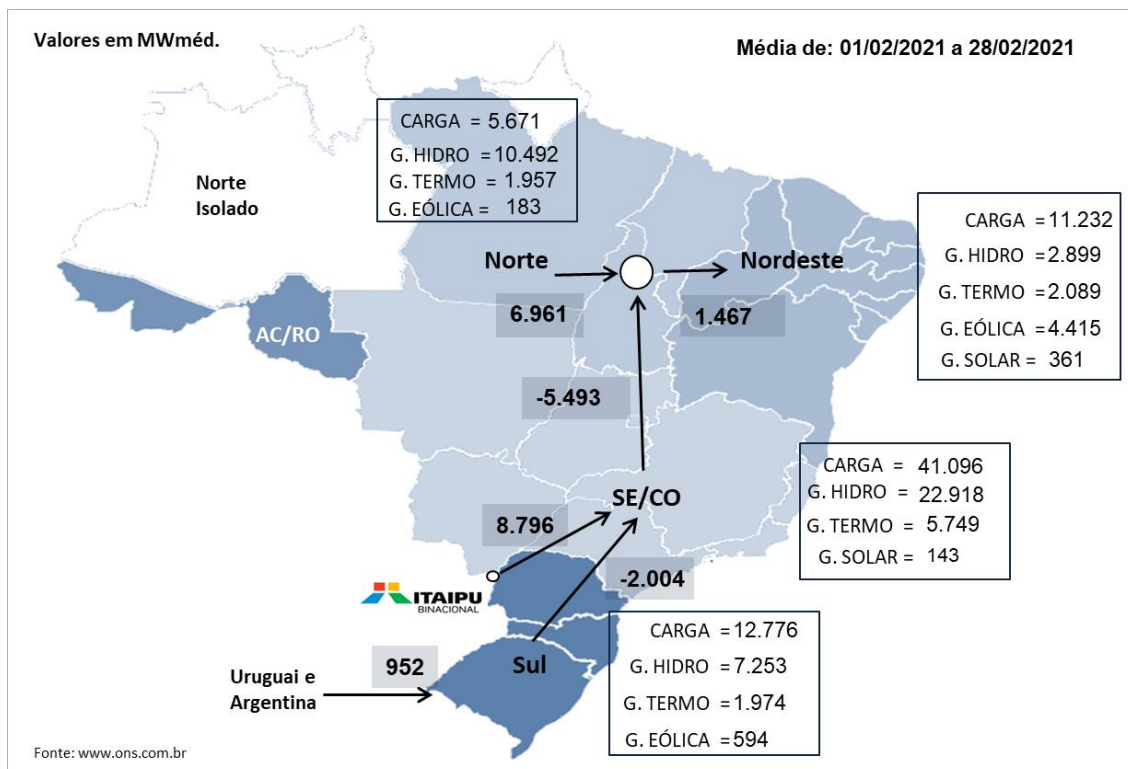 Valores em MWméd.
Média de: 01/02/2021 a 28/02/2021
CARGA = 5.671
G. HIDRO = 10.492
G. TERMO = 1.957
G. EÓLICA = 183
Norte
Isolado
CARGA = 11.232
G. HIDRO = 2.899
G. TERMO = 2.089
G. EÓLICA = 4.415
G. SOLAR = 361
Norte
Nordeste
6.961
1.467
AC/RO
-5.493
CARGA = 41.096
G. HIDRO = 22.918
G. TERMO = 5.749
G. SOLAR = 143
SE/CO
8.796
-2.004
ITAIPU
BINACIONAL
CARGA = 12.776
G. HIDRO = 7.253
G. TERMO = 1.974
G. EÓLICA = 594
Sul
952
Uruguai e
Argentina
Fonte: www.ons.com.br